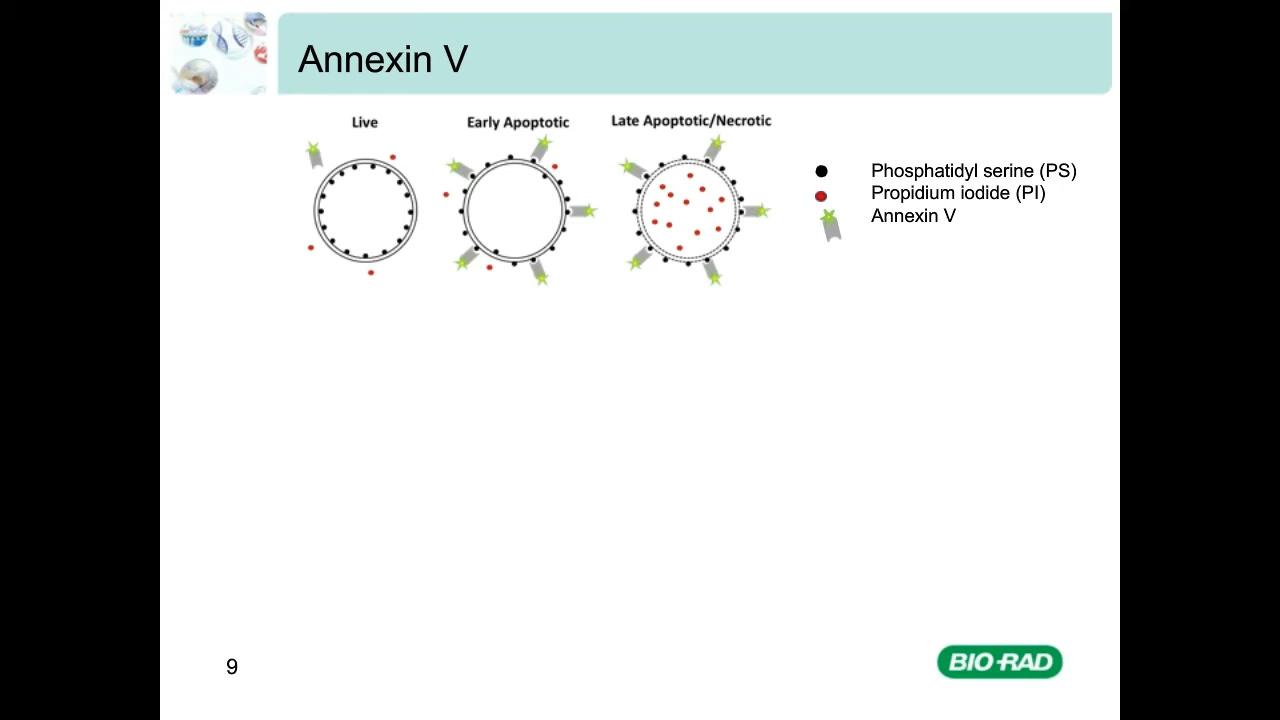 Annexin V
Live
Early Apoptotic
Late Apoptotic/Necrotic
Phosphatidyl serine (PS)
Propidium iodide (PI)
Annexin V
9
BIO-RAD